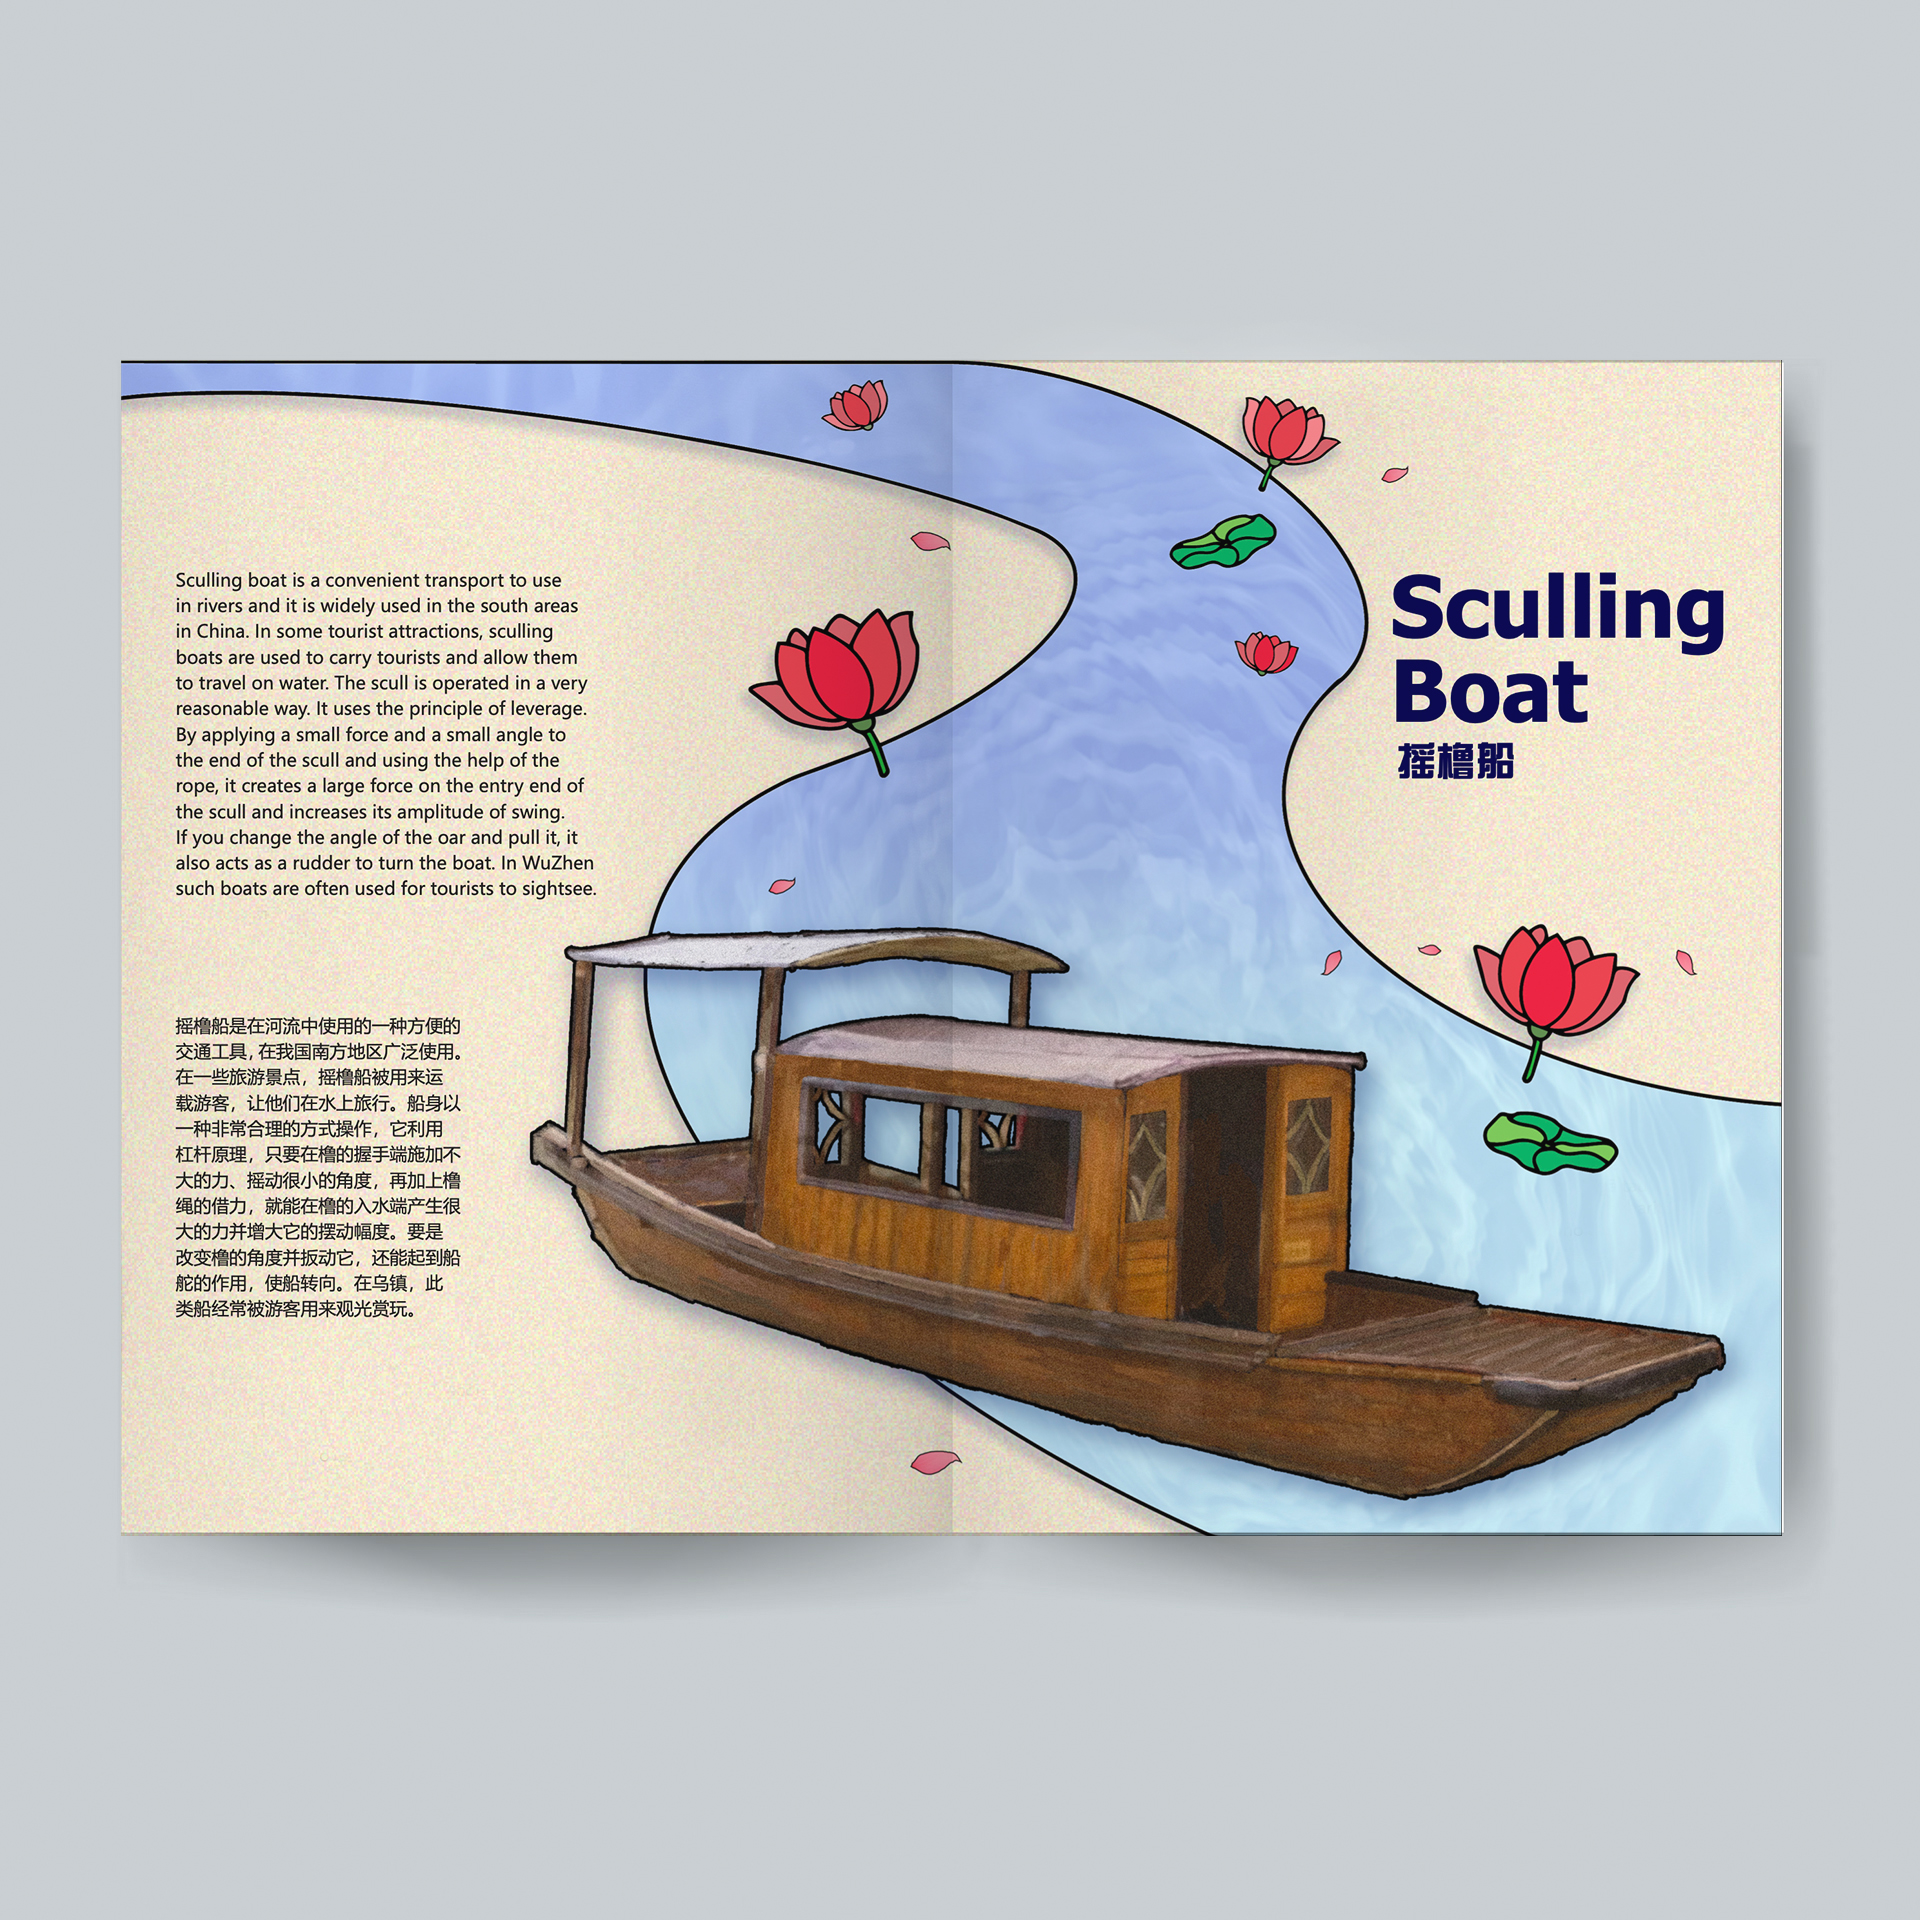 Sculling boat is a convenient transport to use
in rivers and it is widely used in the south areas
in China. In some tourist attractions, sculling
boats are used to carry tourists and allow them
to travel on water. The scull is operated in a very
reasonable way. It uses the principle of leverage.
By applying a small force and a small angle to
the end of the scull and using the help of the
rope, it creates a large force on the entry end of
the scull and increases its amplitude of swing.
If you change the angle of the oar and pull it, it
also acts as a rudder to turn the boat. In WuZhen
such boats are often used for tourists to sightsee.
摇橹船是在河流中使用的一种方便的
交通工具, 在我国南方地区广泛使用。
在一些旅游景点，摇橹船被用来运
载游客，让他们在水上旅行。船身以
一种非常合理的方式操作，它利用
杠杆原理，只要在橹的握手端施加不
大的力、摇动很小的角度，再加上橹
绳的借力，就能在橹的入水端产生很
大的力并增大它的摆动幅度。要是
改变橹的角度并扳动它，还能起到船
舵的作用，使船转向。在乌镇，此
类船经常被游客用来观光赏玩。
Sculling
Boat
摇橹船